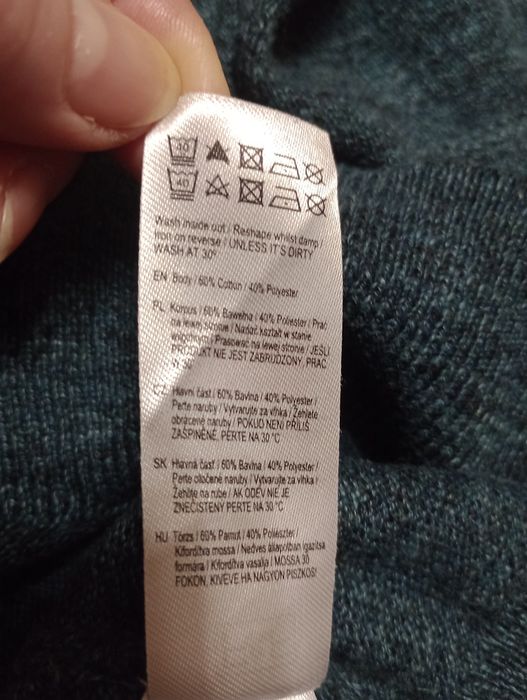 30
40
Wash inside out / Reshape whilst damp /
Iron on reverse / UNLESS IT'S DIRTY
WASH AT 30°
EN Body / 60% Cotton / 40% Polyester
PL Korpus / 60% Bawełna / 40% Poliester / Prać
na lewej stronie / Nadać kształt w stanie
wilgotnym / Prasować na lewej stronie / JEŚLI
PRODUKT NIE JEST ZABRUDZONY, PRAĆ
W 30°
CZ Hlavní část / 60% Bavlna / 40% Polyester /
Perte naruby / Vytvarujte za vlhka / Žehlete
obrácené naruby / POKUD NENÍ PŘÍLIŠ
ZAŠPINĚNÉ, PERTE NA 30 °C
SK Hlavná časť / 60% Bavlna / 40% Polyester /
Perte otočené naruby / Vytvarujte za vlhka /
Žehlite na rube / AK ODEV NIE JE
ZNEČISTENÝ PERTE NA 30 °C
HU Törzs / 60% Pamut / 40% Poliészter
Kifordítva mossa / Nedves állapotban igazítsa
formára / Kifordítva vasalja / MOSSA 30
FOKON, KIVÉVE HA NAGYON PISZKOS!